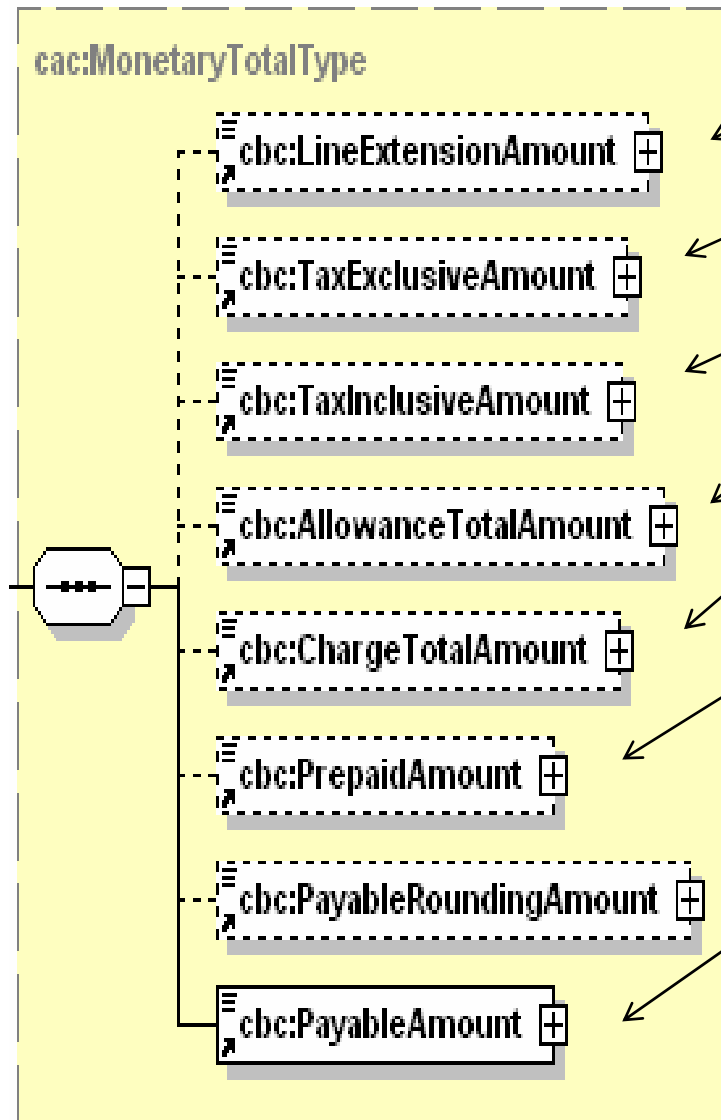 cac:MonetaryTotalType
cbc:LineExtensionAmount
cbc:TaxExclusiveAmount
cbc:TaxInclusiveAmount
cbc:AllowanceTotalAmount
cbc:ChargeTotalAmount
cbc:PrepaidAmount
cbc:PayableRoundingAmount
cbc:PayableAmount